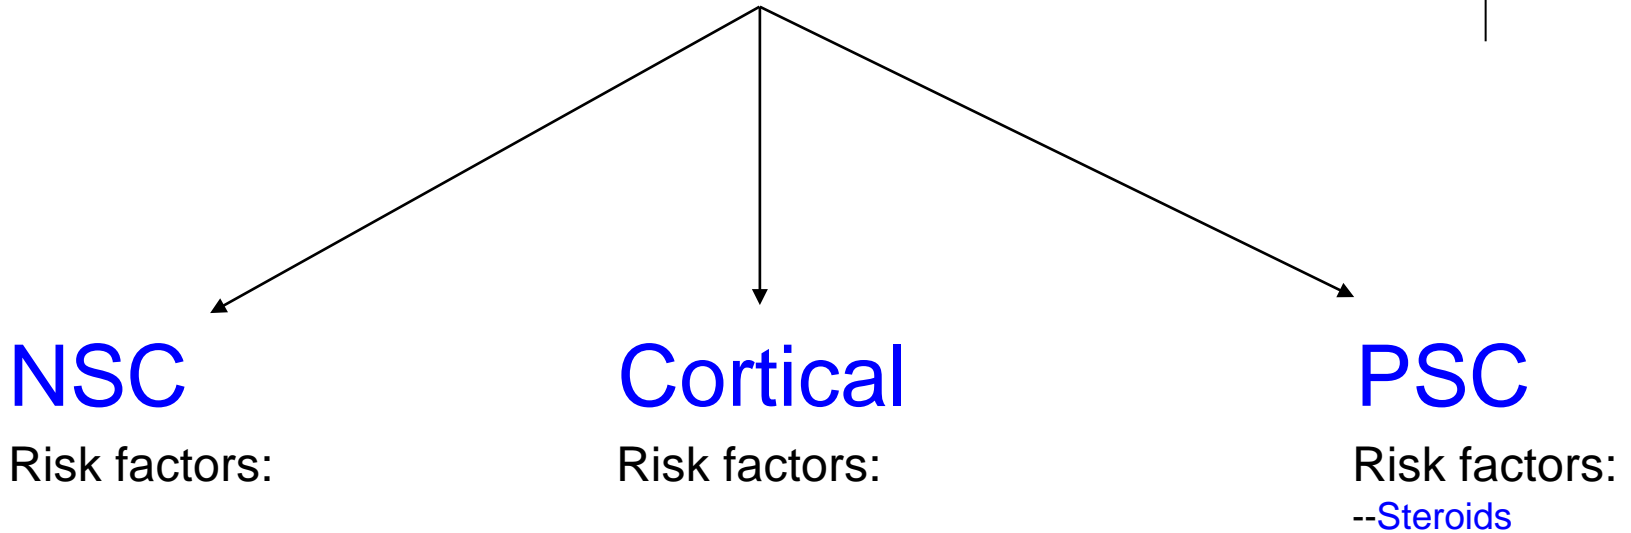 NSC Cortical PSC
Risk factors: Risk factors: Risk factors:
--Steroids